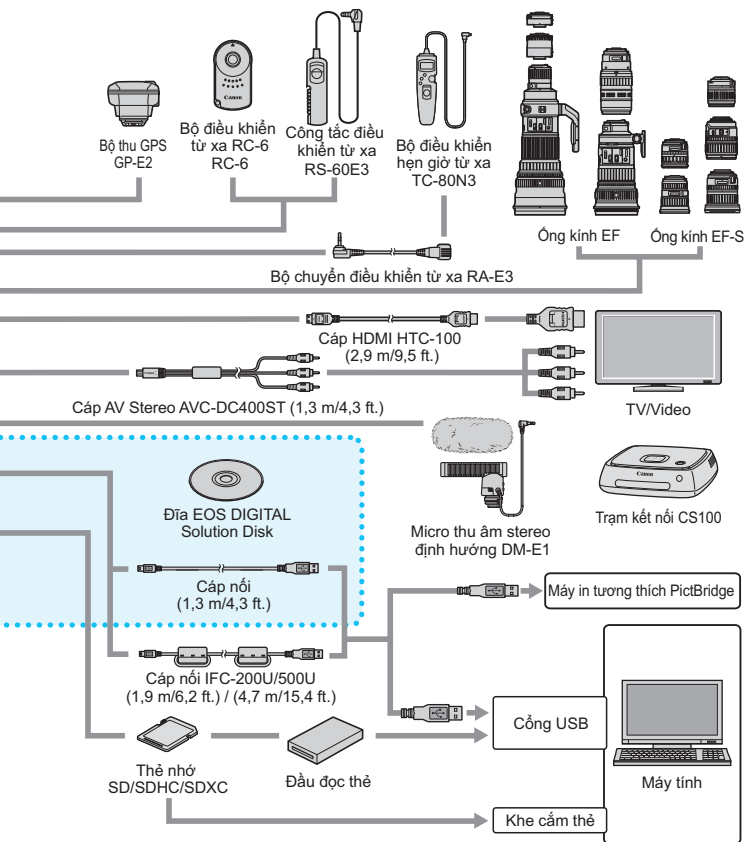 Bộ thu GPS
GP-E2
Canon
Bộ điều khiển
từ xa RC-6
RC-6
Công tắc điều
khiển từ xa
RS-60E3
Bộ điều khiển
hẹn giờ từ xa
TC-80N3
Ống kính EF
Ống kính EF-S
Bộ chuyển điều khiển từ xa RA-E3
Cáp HDMI HTC-100
(2,9 m/9,5 ft.)
Cáp AV Stereo AVC-DC400ST (1,3 m/4,3 ft.)
TV/Video
Đĩa EOS DIGITAL
Solution Disk
Micro thu âm stereo
định hướng DM-E1
Canon
Trạm kết nối CS100
Cáp nối
(1,3 m/4,3 ft.)
Máy in tương thích PictBridge
Cáp nối IFC-200U/500U
(1,9 m/6,2 ft.) / (4,7 m/15,4 ft.)
Cổng USB
Thẻ nhớ
SD/SDHC/SDXC
Đầu đọc thẻ
Máy tính
Khe cắm thẻ